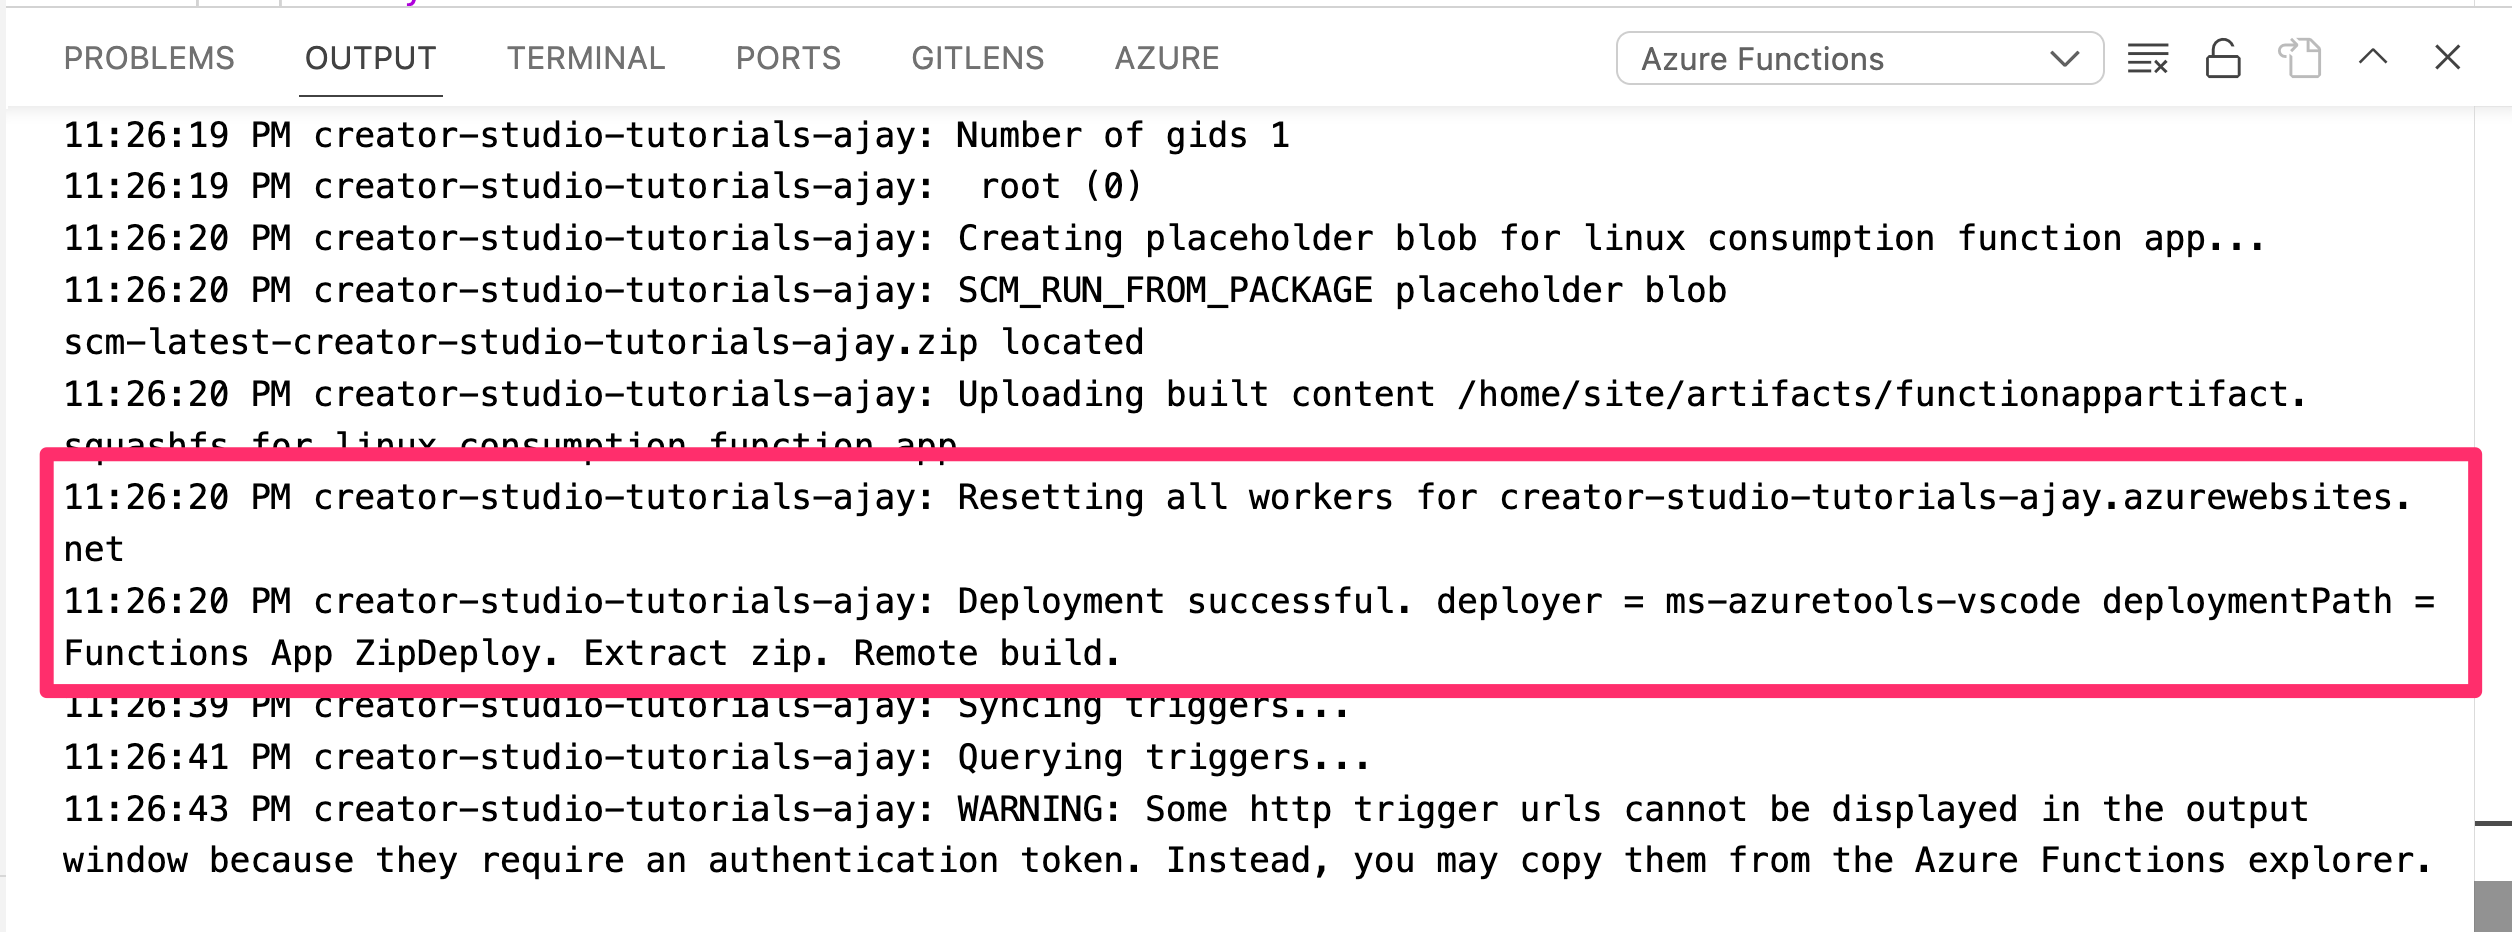 PROBLEMS OUTPUT TERMINAL PORTS GITLENS AZURE Azure Functions
11:26:19 PM creator-studio-tutorials-ajay: Number of gids 1
11:26:19 PM creator-studio-tutorials-ajay:  root (0)
11:26:20 PM creator-studio-tutorials-ajay: Creating placeholder blob for linux consumption function app...
11:26:20 PM creator-studio-tutorials-ajay: SCM_RUN_FROM_PACKAGE placeholder blob
scm-latest-creator-studio-tutorials-ajay.zip located
11:26:20 PM creator-studio-tutorials-ajay: Uploading built content /home/site/artifacts/functionappartifact.
squashfs for linux consumption function app
11:26:20 PM creator-studio-tutorials-ajay: Resetting all workers for creator-studio-tutorials-ajay.azurewebsites.
net
11:26:20 PM creator-studio-tutorials-ajay: Deployment successful. deployer = ms-azuretools-vscode deploymentPath =
Functions App ZipDeploy. Extract zip. Remote build.
11:26:39 PM creator-studio-tutorials-ajay: Syncing triggers...
11:26:41 PM creator-studio-tutorials-ajay: Querying triggers...
11:26:43 PM creator-studio-tutorials-ajay: WARNING: Some http trigger urls cannot be displayed in the output
window because they require an authentication token. Instead, you may copy them from the Azure Functions explorer.